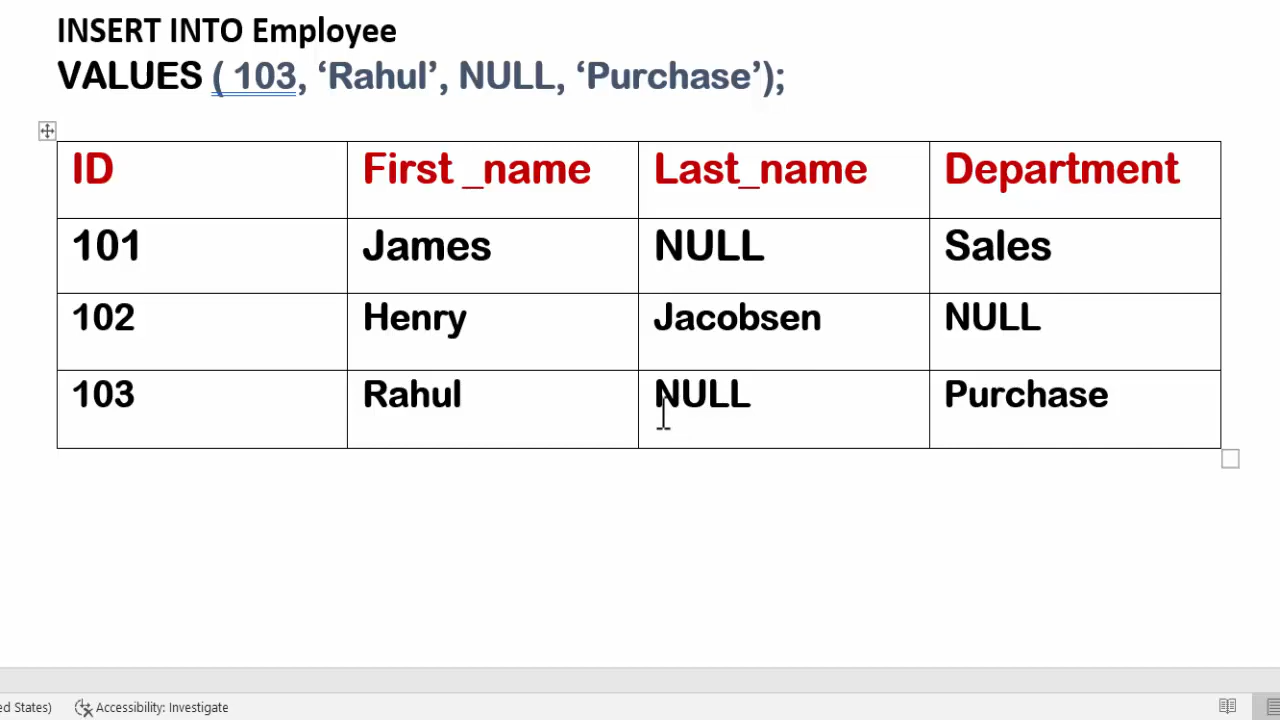 INSERT INTO Employee
VALUES ( 103, ‘Rahul’, NULL, ‘Purchase’);
ID First _name Last_name Department
101 James NULL Sales
102 Henry Jacobsen NULL
103 Rahul NULL Purchase
ed States) Accessibility: Investigate